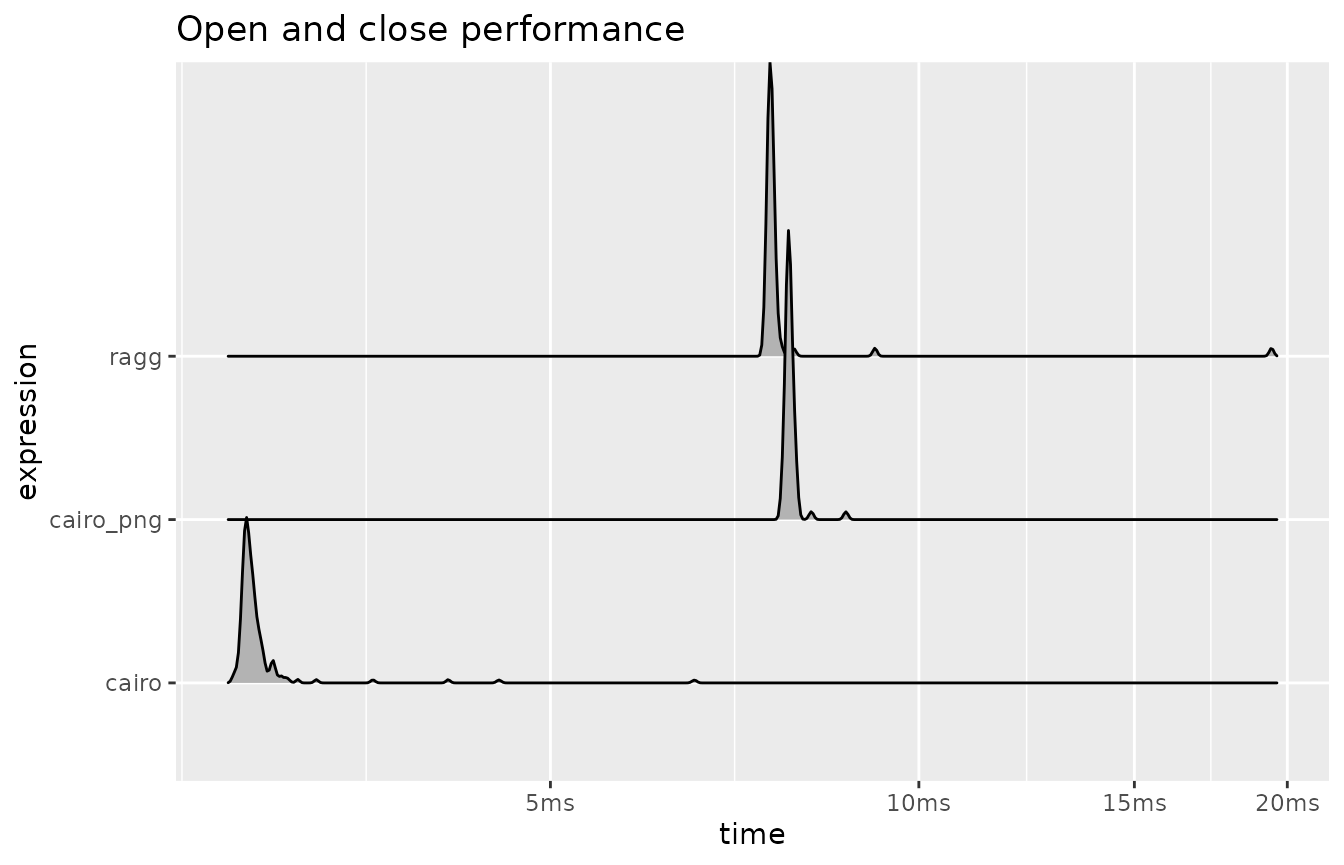 Open and close performance
expression
ragg
cairo_png
cairo
5ms 10ms 15ms 20ms
time